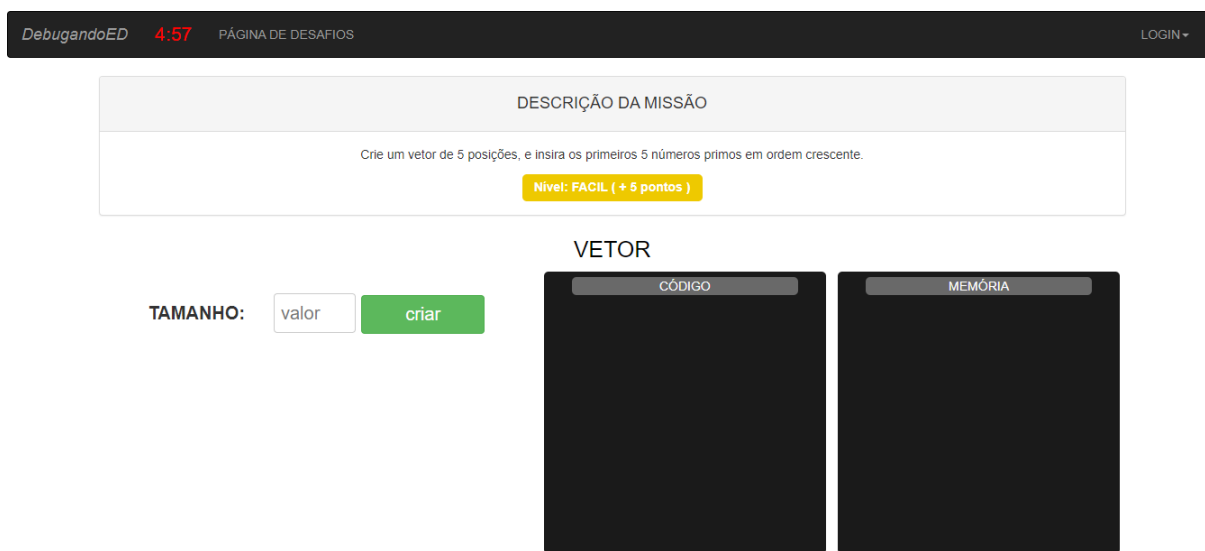 DebugandoED 4:57 PÁGINA DE DESAFIOS LOGIN
DESCRIÇÃO DA MISSÃO
Crie um vetor de 5 posições, e insira os primeiros 5 números primos em ordem crescente.
Nível: FACIL ( + 5 pontos )
VETOR
TAMANHO: valor criar
CÓDIGO
MEMÓRIA